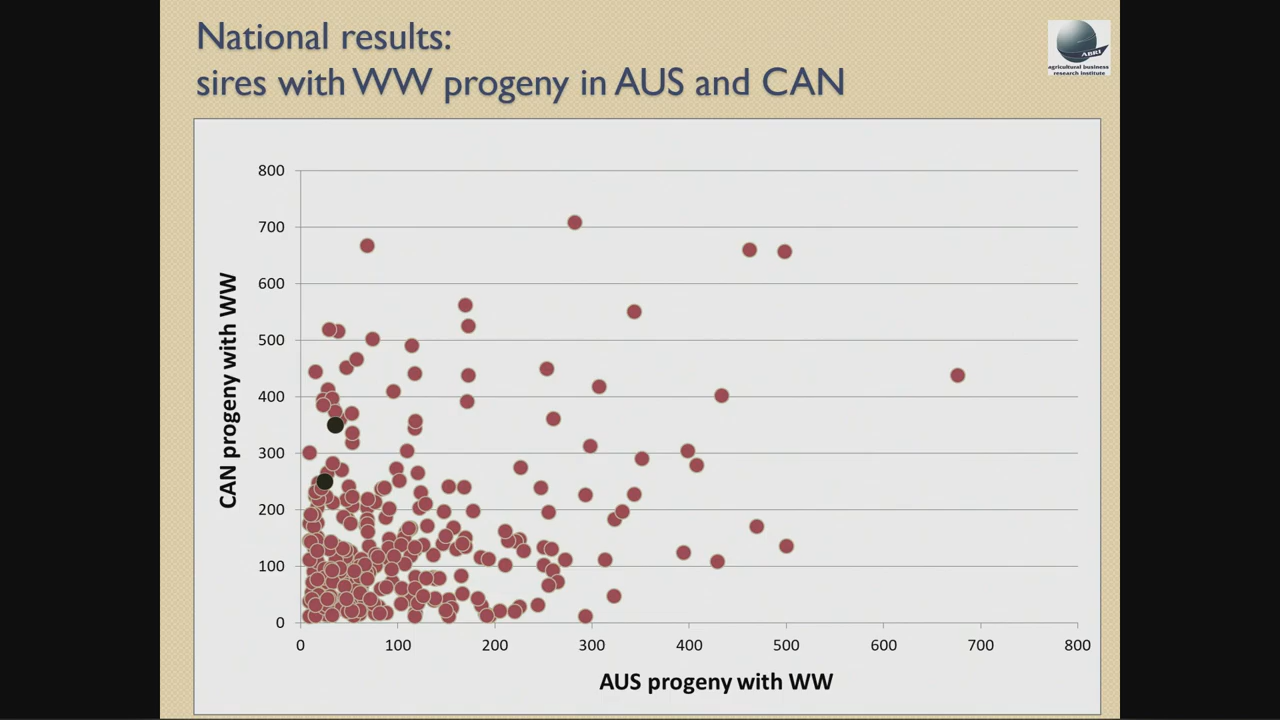 National results:
sires with WW progeny in AUS and CAN
ABRI
agricultural business
research institute
CAN progeny with WW
800
700
600
500
400
300
200
100
0
0 100 200 300 400 500 600 700 800
AUS progeny with WW